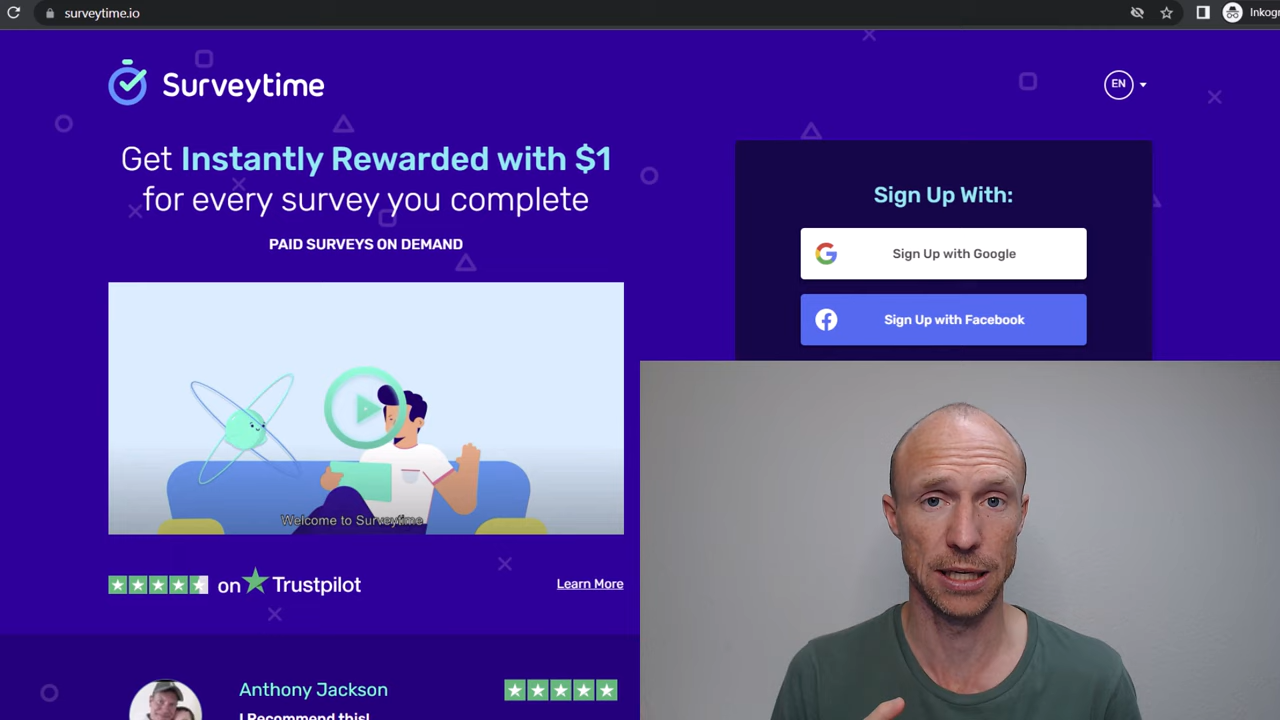 surveytime.io
Inkog
Surveytime
EN
Get Instantly Rewarded with $1
for every survey you complete
PAID SURVEYS ON DEMAND
Sign Up With:
Sign Up with Google
Sign Up with Facebook
Welcome to Surveytime
on Trustpilot
Learn More
Anthony Jackson
I Recommend this!